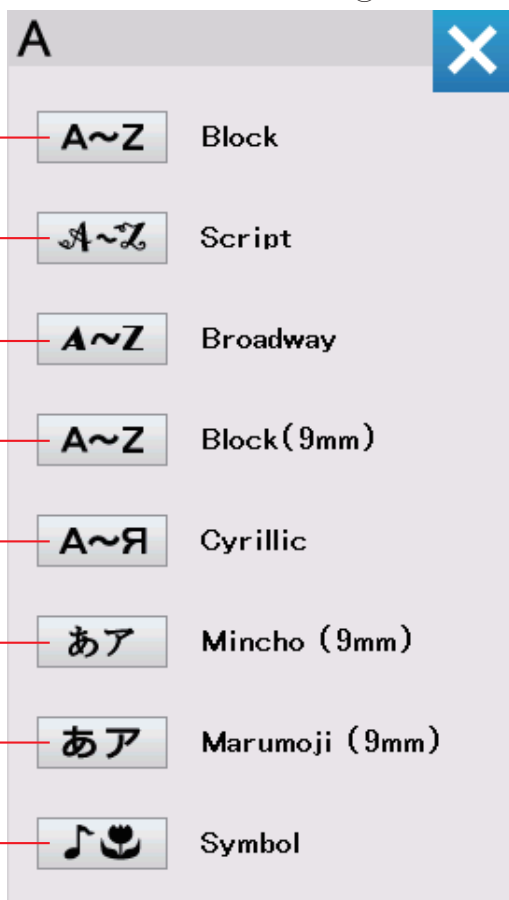 A
A~Z Block
A~Z Script
A~Z Broadway
A~Z Block(9mm)
A~Я Cyrillic
あア Mincho (9mm)
あア Marumoji (9mm)
♪ Symbol